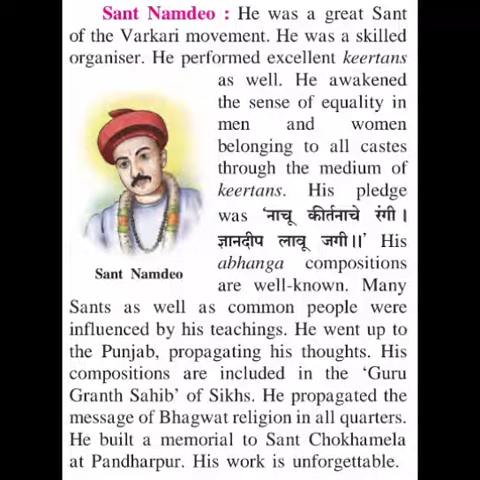 Sant Namdeo : He was a great Sant
of the Varkari movement. He was a skilled
organiser. He performed excellent keertans
as well. He awakened
the sense of equality in
men and women
belonging to all castes
through the medium of
keertans. His pledge
was ‘नाचू कीर्तनाचे रंगी।
ज्ञानदीप लावू जगी।।’ His
abhanga compositions
are well-known. Many
Sant Namdeo
Sants as well as common people were
influenced by his teachings. He went up to
the Punjab, propagating his thoughts. His
compositions are included in the ‘Guru
Granth Sahib’ of Sikhs. He propagated the
message of Bhagwat religion in all quarters.
He built a memorial to Sant Chokhamela
at Pandharpur. His work is unforgettable.